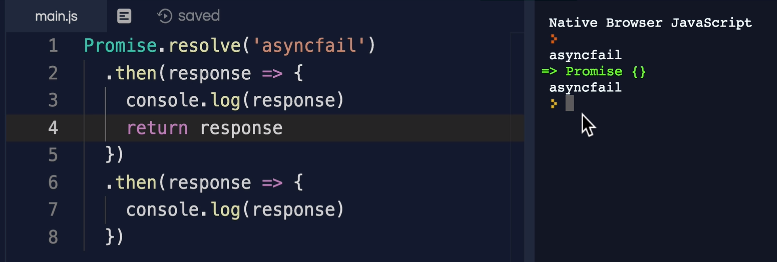 main.js saved
1 Promise.resolve('asyncfail')
2 .then(response => {
3 console.log(response)
4 return response
5 })
6 .then(response => {
7 console.log(response)
8 })
Native Browser JavaScript
>
asyncfail
=> Promise {}
asyncfail
>